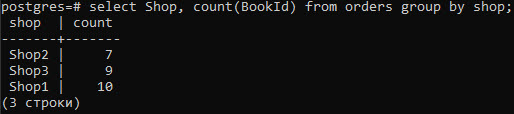 postgres=# select Shop, count(BookId) from orders group by shop;
 shop  | count
-------+-------
 Shop2 |     7
 Shop3 |     9
 Shop1 |    10
(3 строки)